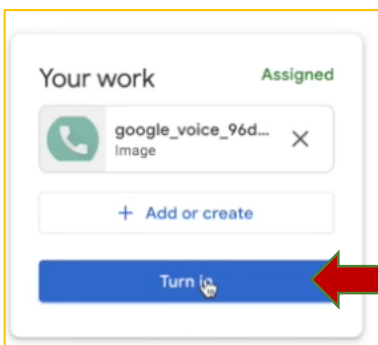 Your work
Assigned
google_voice_96d...
Image
+ Add or create
Turn in